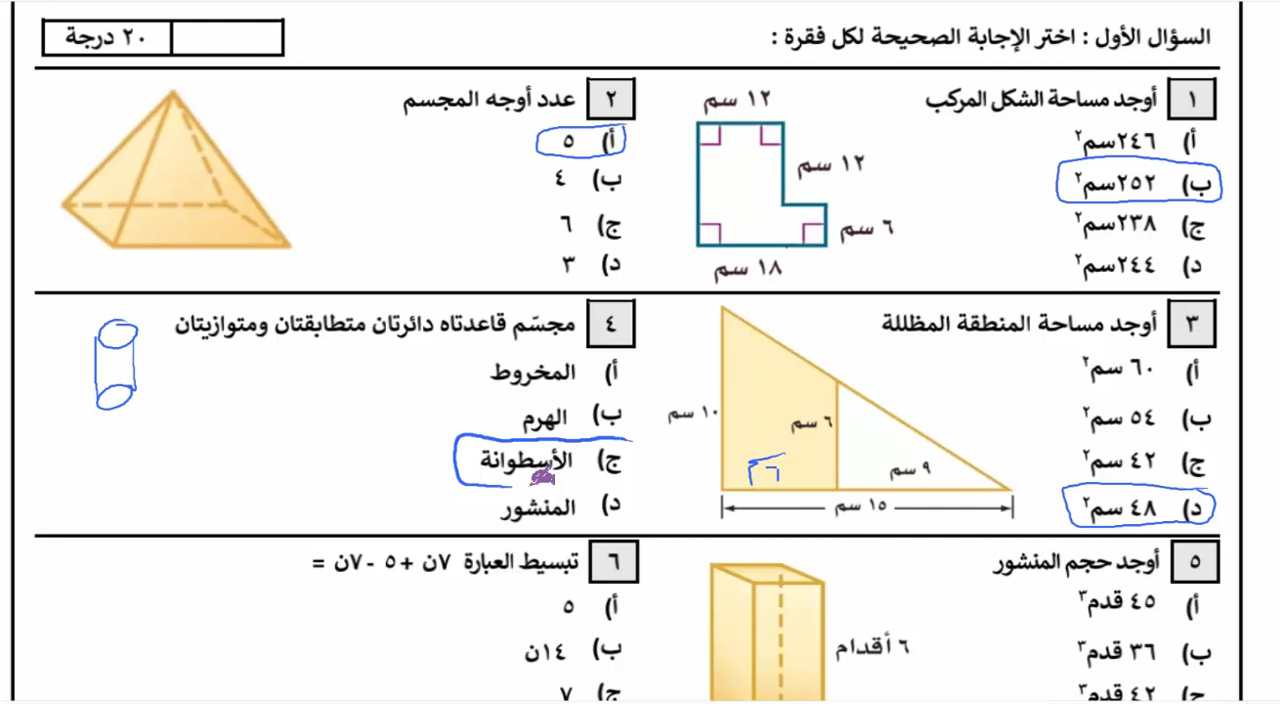 السؤال الأول : اختر الإجابة الصحيحة لكل فقرة :
٢٠ درجة
١ أوجد مساحة الشكل المركب
أ) ٢٤٦سم٢
ب) ٢٥٢سم٢
ج) ٢٣٨سم٢
د) ٢٤٤سم٢
١٢ سم
١٢ سم
٦ سم
١٨ سم
٢ عدد أوجه المجسم
أ) ٥
ب) ٤
ج) ٦
د) ٣
٣ أوجد مساحة المنطقة المظللة
أ) ٦٠ سم٢
ب) ٥٤ سم٢
ج) ٤٢ سم٢
د) ٤٨ سم٢
١٠ سم
٦ سم
٩ سم
١٥ سم
٤ مجسَم قاعدتاه دائرتان متطابقتان ومتوازيتان
أ) المخروط
ب) الهرم
ج) الأسطوانة
د) المنشور
٥ أوجد حجم المنشور
أ) ٤٥ قدم٣
ب) ٣٦ قدم٣
ج) ٤٢ قدم٣
٦ أقدام
٦ تبسيط العبارة ٧ن + ٥ - ٧ن =
أ) ٥
ب) ١٤ن
ج) ٧